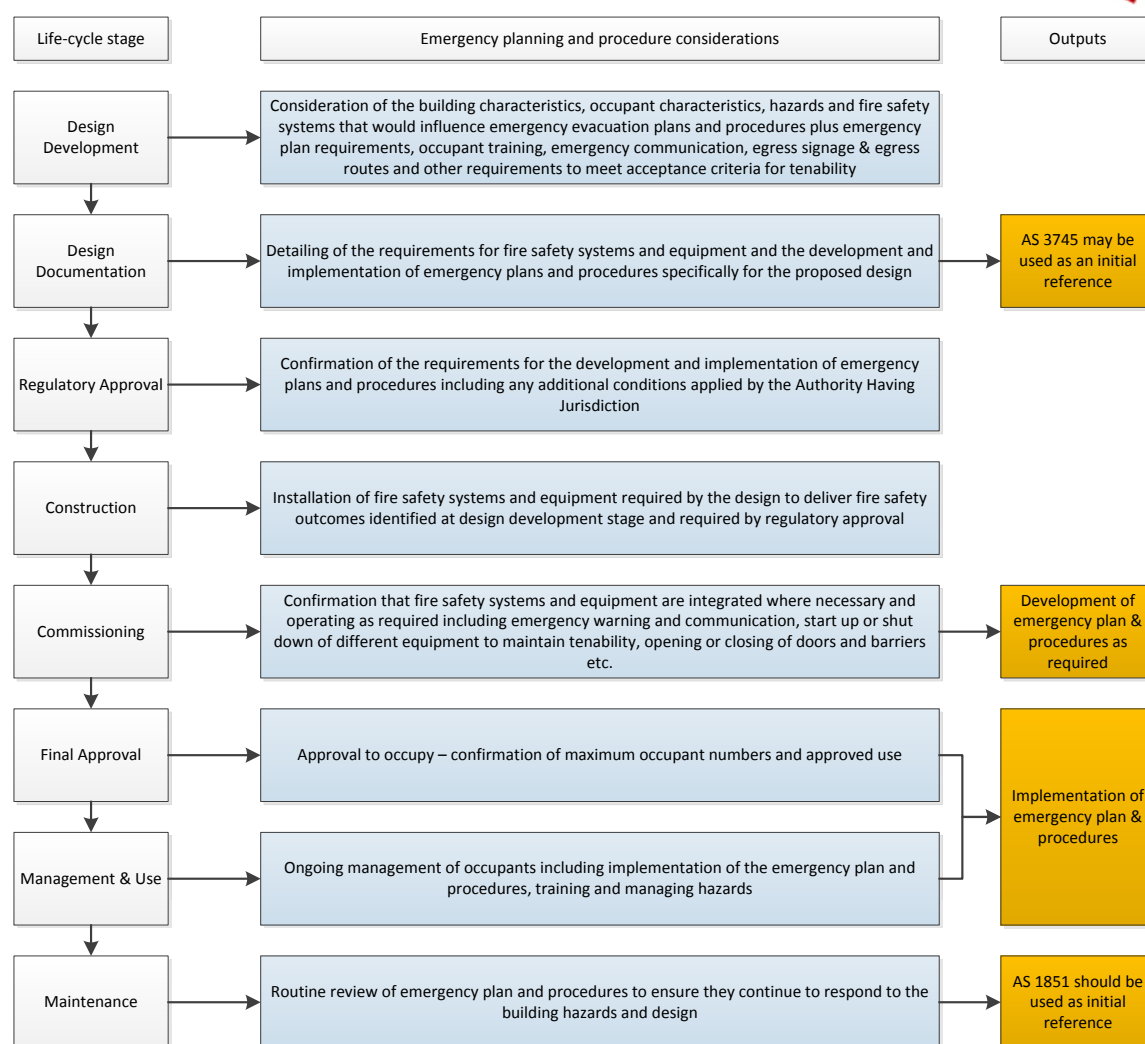 Life-cycle stage
Emergency planning and procedure considerations
Outputs
Design
Development
Consideration of the building characteristics, occupant characteristics, hazards and fire safety
systems that would influence emergency evacuation plans and procedures plus emergency
plan requirements, occupant training, emergency communication, egress signage & egress
routes and other requirements to meet acceptance criteria for tenability
Design
Documentation
Detailing of the requirements for fire safety systems and equipment and the development and
implementation of emergency plans and procedures specifically for the proposed design
AS 3745 may be
used as an initial
reference
Regulatory Approval
Confirmation of the requirements for the development and implementation of emergency
plans and procedures including any additional conditions applied by the Authority Having
Jurisdiction
Construction
Installation of fire safety systems and equipment required by the design to deliver fire safety
outcomes identified at design development stage and required by regulatory approval
Commissioning
Confirmation that fire safety systems and equipment are integrated where necessary and
operating as required including emergency warning and communication, start up or shut
down of different equipment to maintain tenability, opening or closing of doors and barriers
etc.
Development of
emergency plan &
procedures as
required
Final Approval
Approval to occupy – confirmation of maximum occupant numbers and approved use
Implementation of
emergency plan &
procedures
Management & Use
Ongoing management of occupants including implementation of the emergency plan and
procedures, training and managing hazards
Maintenance
Routine review of emergency plan and procedures to ensure they continue to respond to the
building hazards and design
AS 1851 should be
used as initial
reference